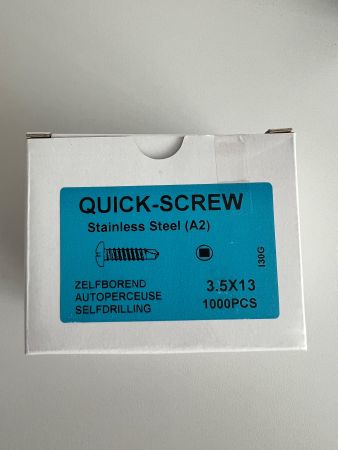 QUICK-SCREW
Stainless Steel (A2)
I30G
ZELFBOREND
AUTOPERCEUSE
SELFDRILLING
3.5X13
1000PCS